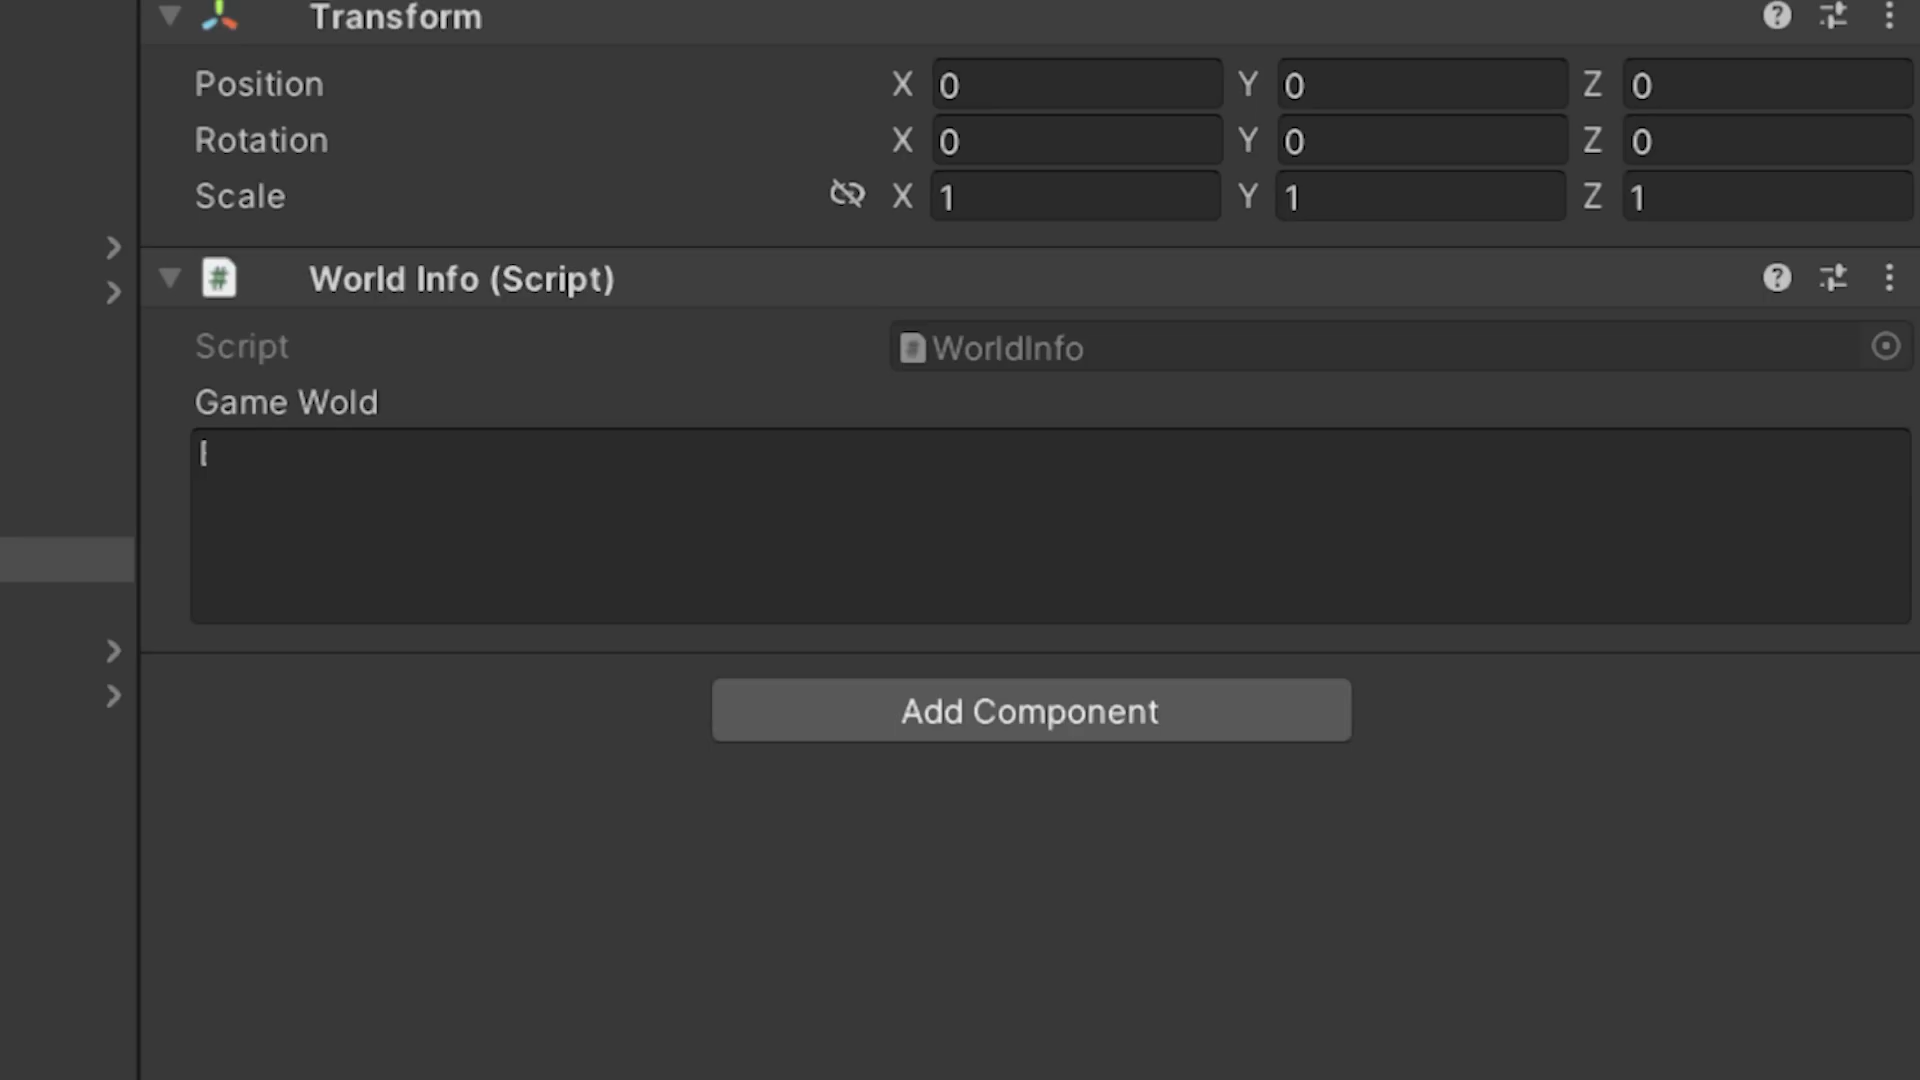 Transform
Position X 0 Y 0 Z 0
Rotation X 0 Y 0 Z 0
Scale X 1 Y 1 Z 1
# World Info (Script)
Script # WorldInfo
Game Wold
Add Component